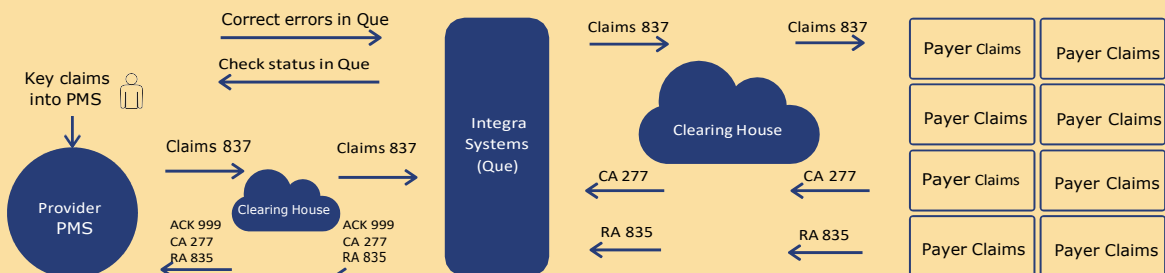 Correct errors in Que
Check status in Que
Key claims
into PMS
Provider
PMS
Claims 837
Clearing House
Claims 837
ACK 999
CA 277
RA 835
ACK 999
CA 277
RA 835
Integra
Systems
(Que)
Claims 837
Claims 837
Clearing House
CA 277
CA 277
RA 835
RA 835
Payer Claims
Payer Claims
Payer Claims
Payer Claims
Payer Claims
Payer Claims
Payer Claims
Payer Claims